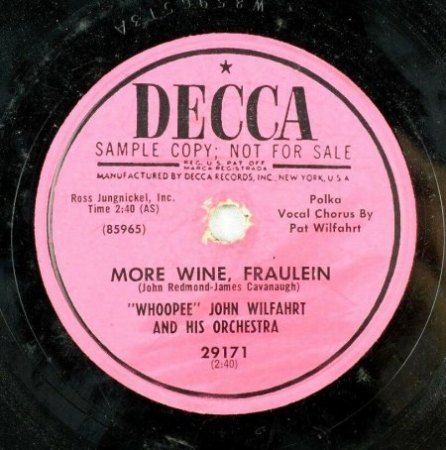 W85965T3A
★
DECCA
SAMPLE COPY; NOT FOR SALE
REG. U.S. PAT. OFF.
MARCA REGISTRADA
MANUFACTURED BY DECCA RECORDS, INC., NEW YORK, U.S.A
Ross Jungnickel, Inc.
Time 2:40 (AS)
(85965)
Polka
Vocal Chorus By
Pat Wilfahrt
MORE WINE, FRAULEIN
(John Redmond-James Cavanaugh)
"WHOOPEE" JOHN WILFAHRT
AND HIS ORCHESTRA
29171
(2:40)